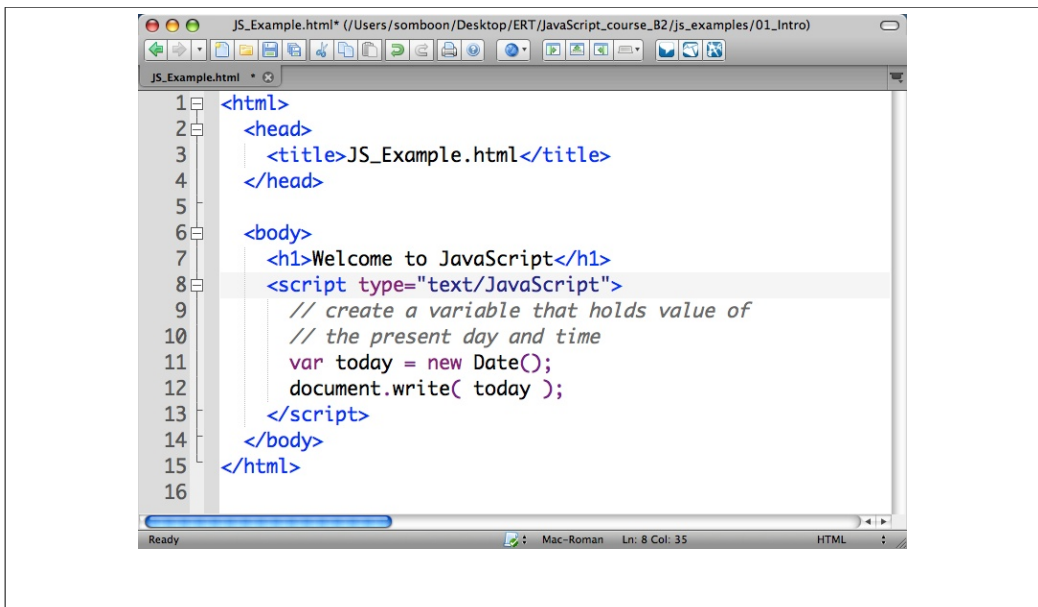 JS_Example.html* (/Users/somboon/Desktop/ERT/JavaScript_course_B2/js_examples/01_Intro)
JS_Example.html *
1 <html>
2 <head>
3 <title>JS_Example.html</title>
4 </head>
5
6 <body>
7 <h1>Welcome to JavaScript</h1>
8 <script type="text/JavaScript">
9 // create a variable that holds value of
10 // the present day and time
11 var today = new Date();
12 document.write( today );
13 </script>
14 </body>
15 </html>
16
Ready Mac-Roman Ln: 8 Col: 35 HTML